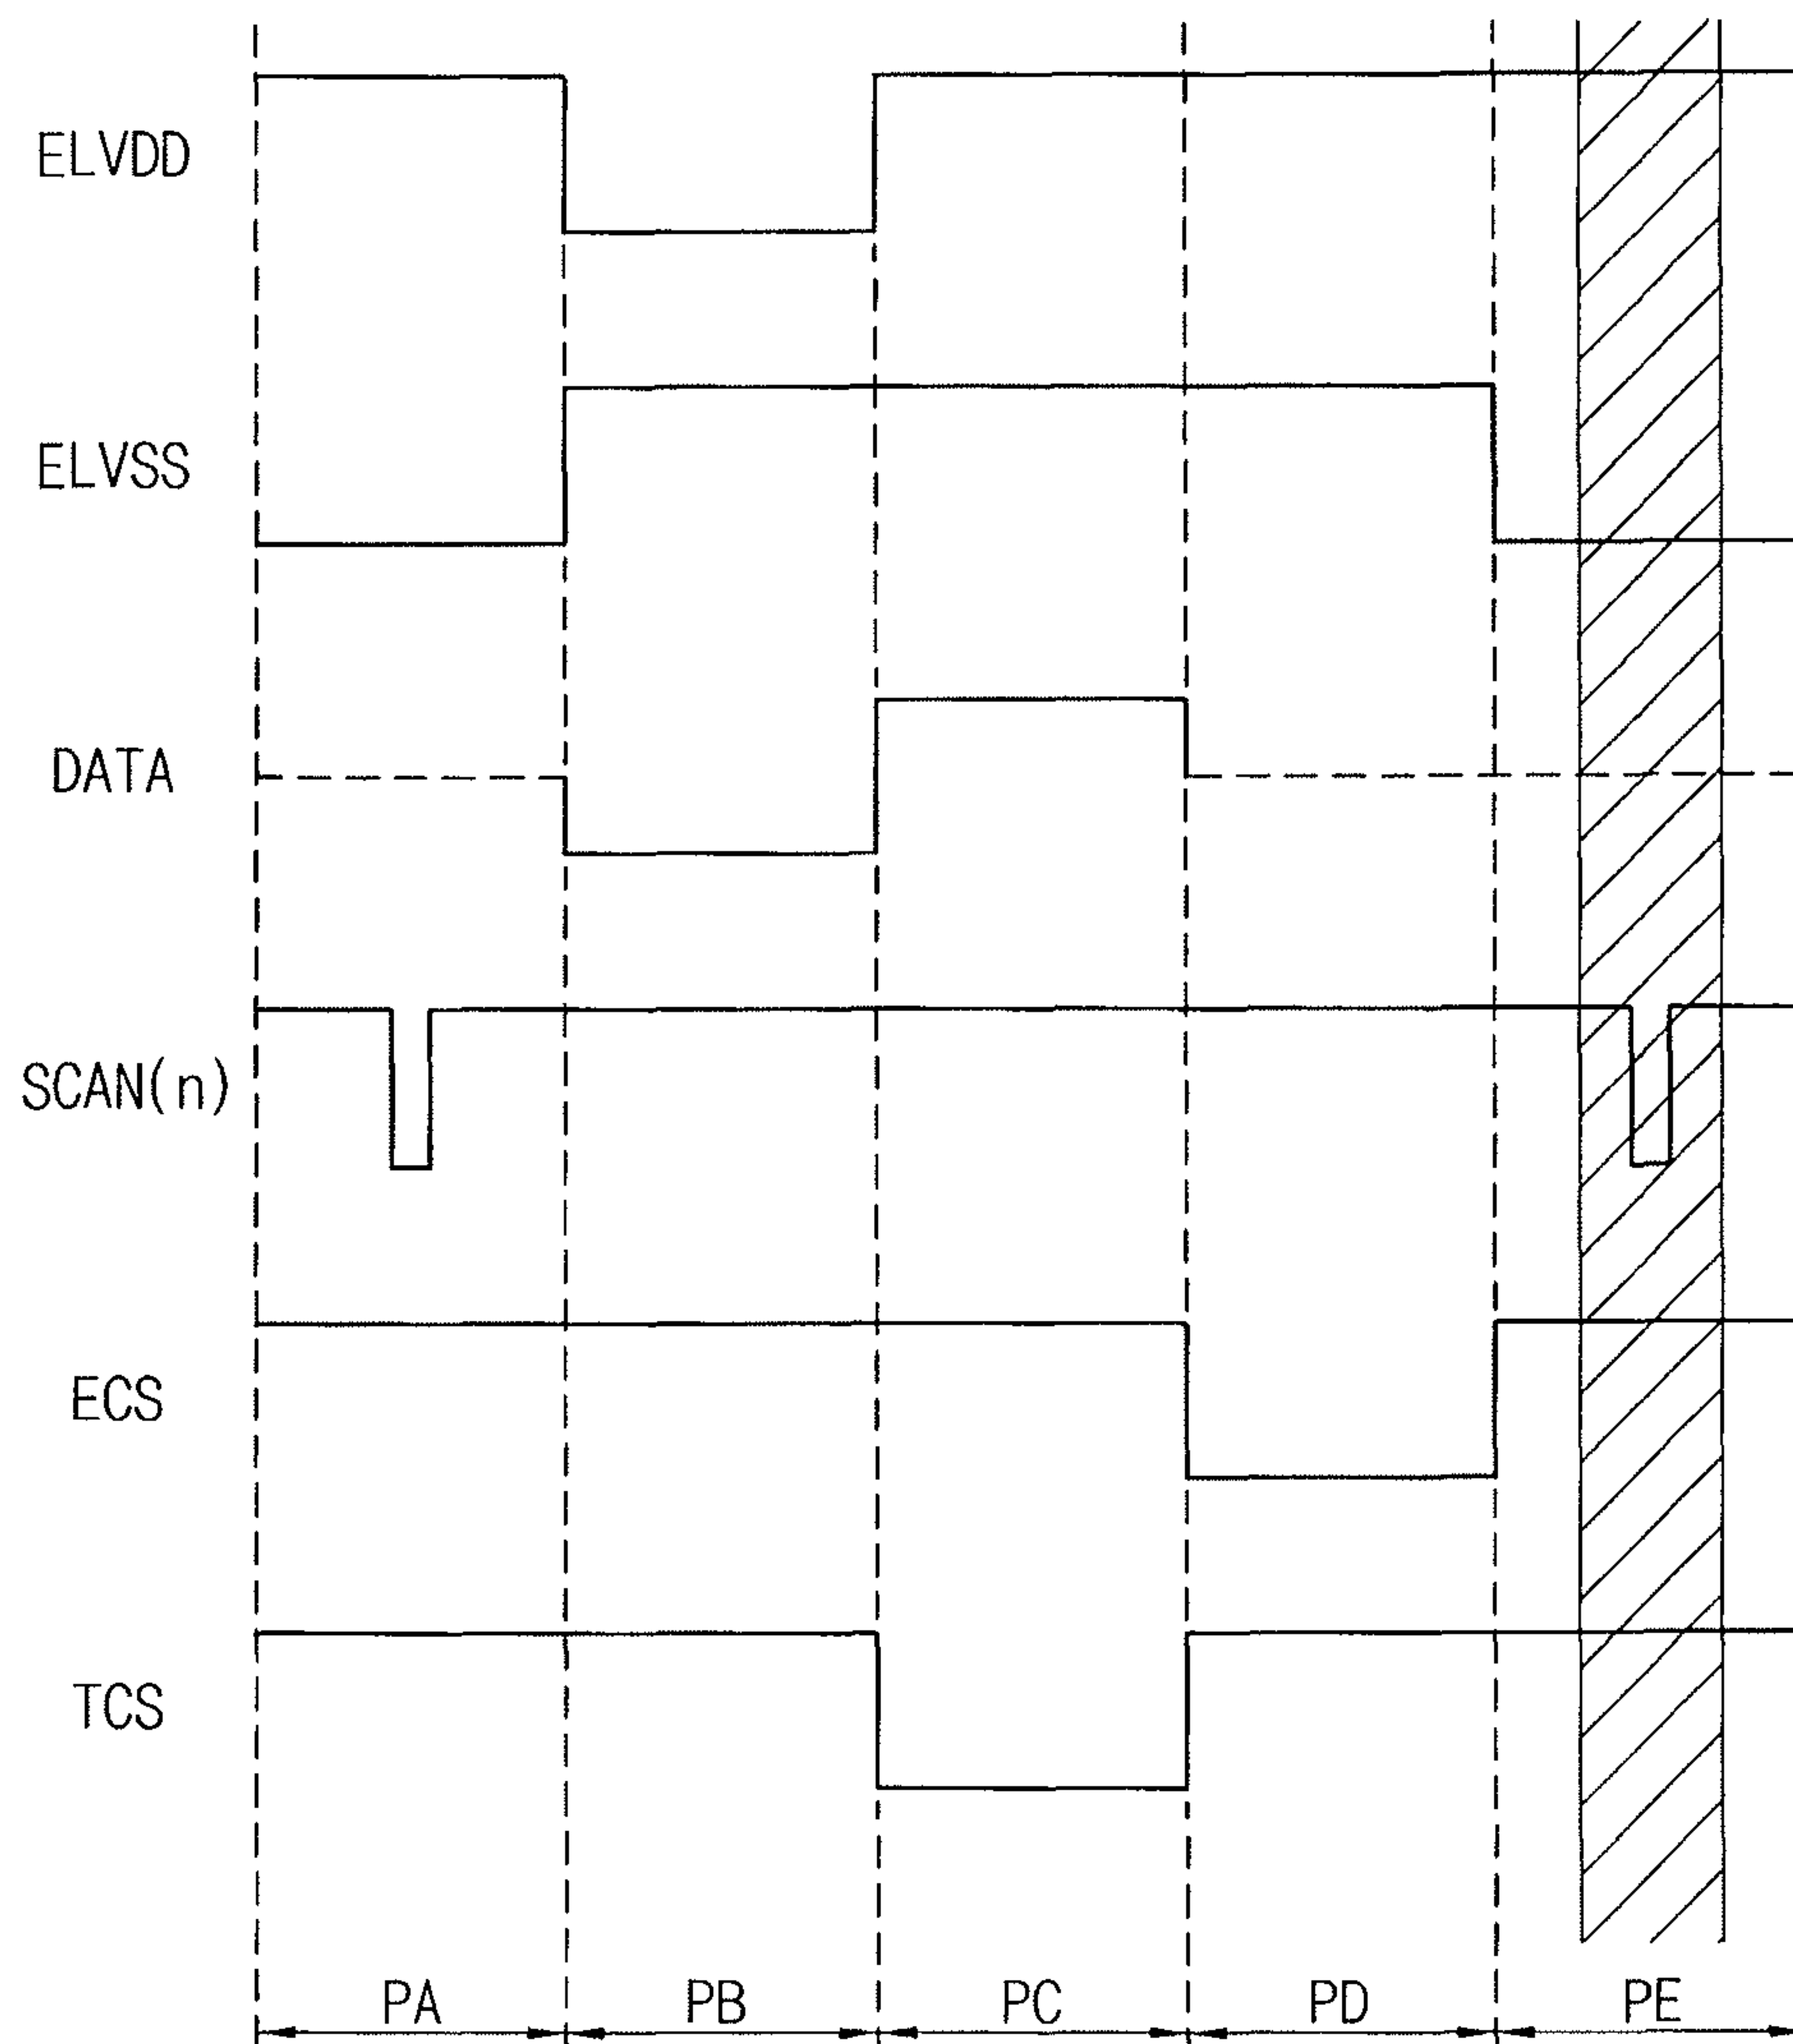 ELVDD
ELVSS
DATA
SCAN(n)
ECS
TCS
PA PB PC PD PE